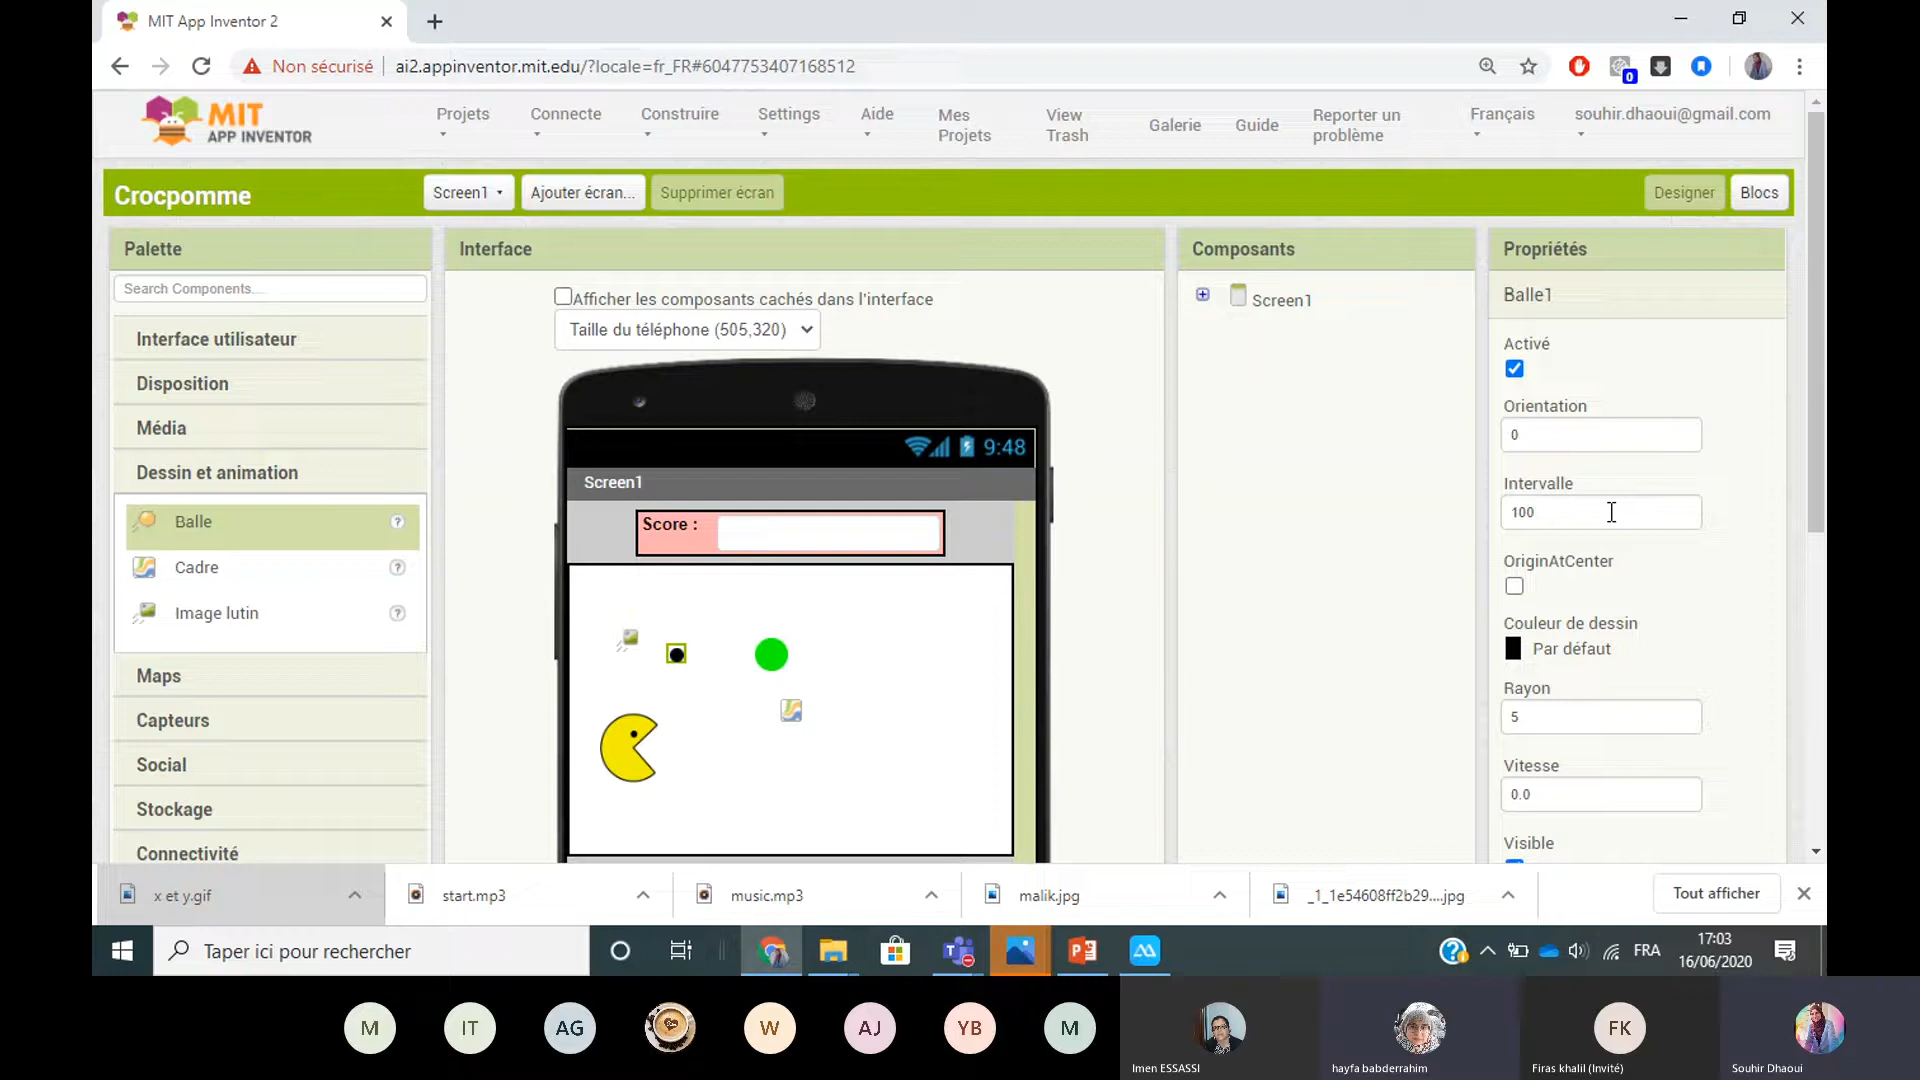 MIT App Inventor 2
Non sécurisé
ai2.appinventor.mit.edu/?locale=fr_FR#6047753407168512
0
MIT
APP INVENTOR
Projets
Connecte
Construire
Settings
Aide
Mes
Projets
View
Trash
Galerie
Guide
Reporter un
problème
Français
souhir.dhaoui@gmail.com
Crocpomme
Screen1
Ajouter écran...
Supprimer écran
Designer
Blocs
Palette
Interface
Composants
Propriétés
Search Components...
Interface utilisateur
Disposition
Média
Dessin et animation
Balle
?
Cadre
?
Image lutin
?
Maps
Capteurs
Social
Stockage
Connectivité
Afficher les composants cachés dans l'interface
Taille du téléphone (505,320)
9:48
Screen1
Score :
Screen1
Balle1
Activé
Orientation
0
Intervalle
100
OriginAtCenter
Couleur de dessin
Par défaut
Rayon
5
Vitesse
0.0
Visible
x et y.gif
start.mp3
music.mp3
malik.jpg
_1_1e54608ff2b29....jpg
Tout afficher
Taper ici pour rechercher
FRA
17:03
16/06/2020
M
IT
AG
W
AJ
YB
M
FK
Imen ESSASSI
hayfa babderrahim
Firas khalil (Invité)
Souhir Dhaoui